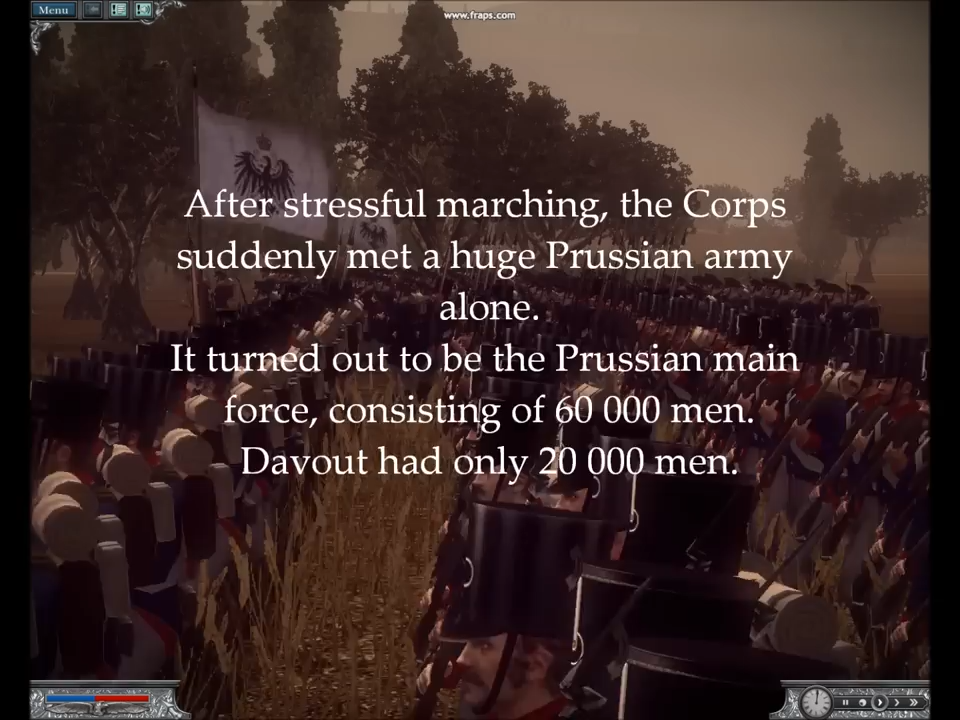 Menu
www.fraps.com
After stressful marching, the Corps
suddenly met a huge Prussian army
alone.
It turned out to be the Prussian main
force, consisting of 60 000 men.
Davout had only 20 000 men.